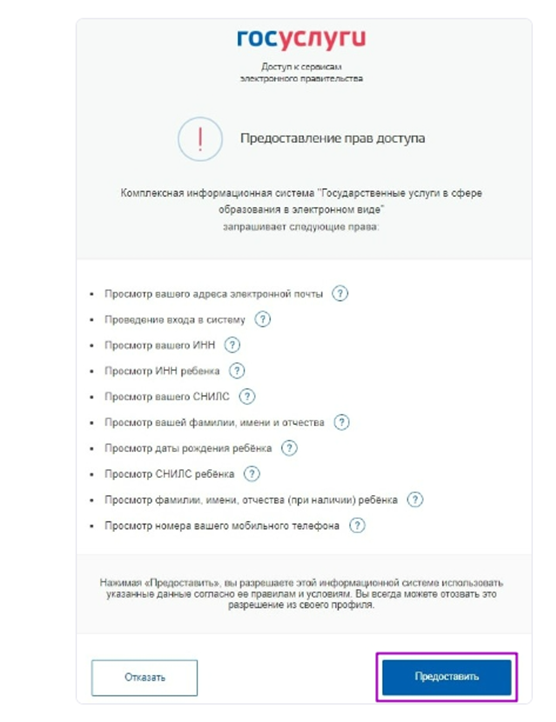 госуслуги
Доступ к сервисам
электронного правительства
Предоставление прав доступа
Комплексная информационная система "Государственные услуги в сфере
образования в электронном виде"
запрашивает следующие права:
• Просмотр вашего адреса электронной почты ?
• Проведение входа в систему ?
• Просмотр вашего ИНН ?
• Просмотр ИНН ребенка ?
• Просмотр вашего СНИЛС ?
• Просмотр вашей фамилии, имени и отчества ?
• Просмотр даты рождения ребёнка ?
• Просмотр СНИЛС ребёнка ?
• Просмотр фамилии, имени, отчества (при наличии) ребёнка ?
• Просмотр номера вашего мобильного телефона ?
Нажимая «Предоставить», вы разрешаете этой информационной системе использовать
указанные данные согласно ее правилам и условиям. Вы всегда можете отозвать это
разрешение из своего профиля.
Отказать
Предоставить